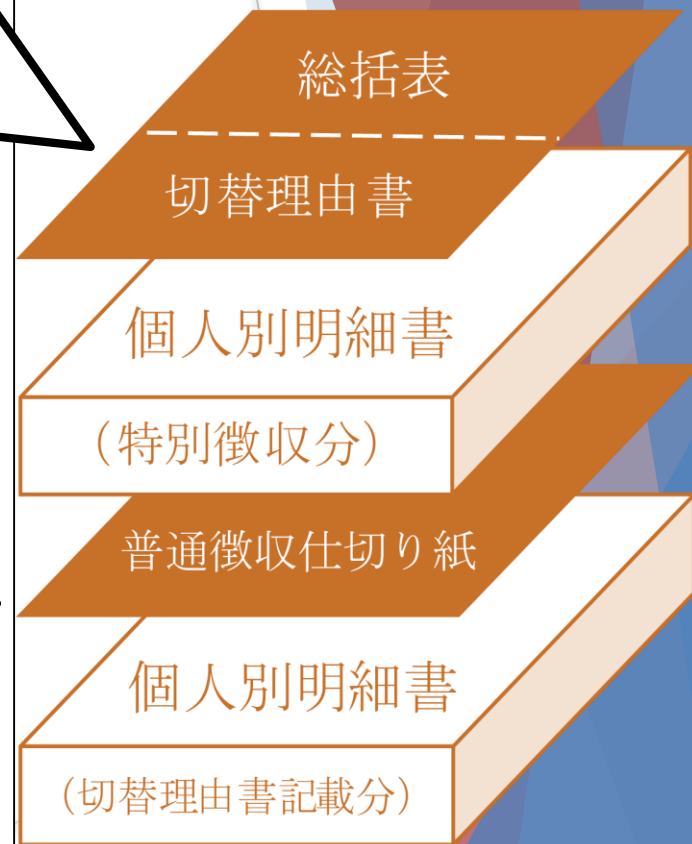 総括表
切替理由書
個人別明細書
（特別徴収分）
普通徴収仕切り紙
個人別明細書
（切替理由書記載分）